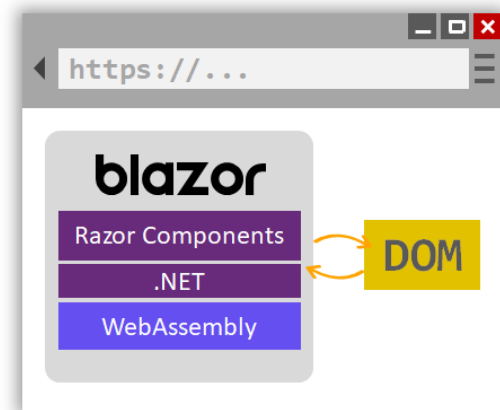 https://...
blazor
Razor Components
.NET
WebAssembly
DOM